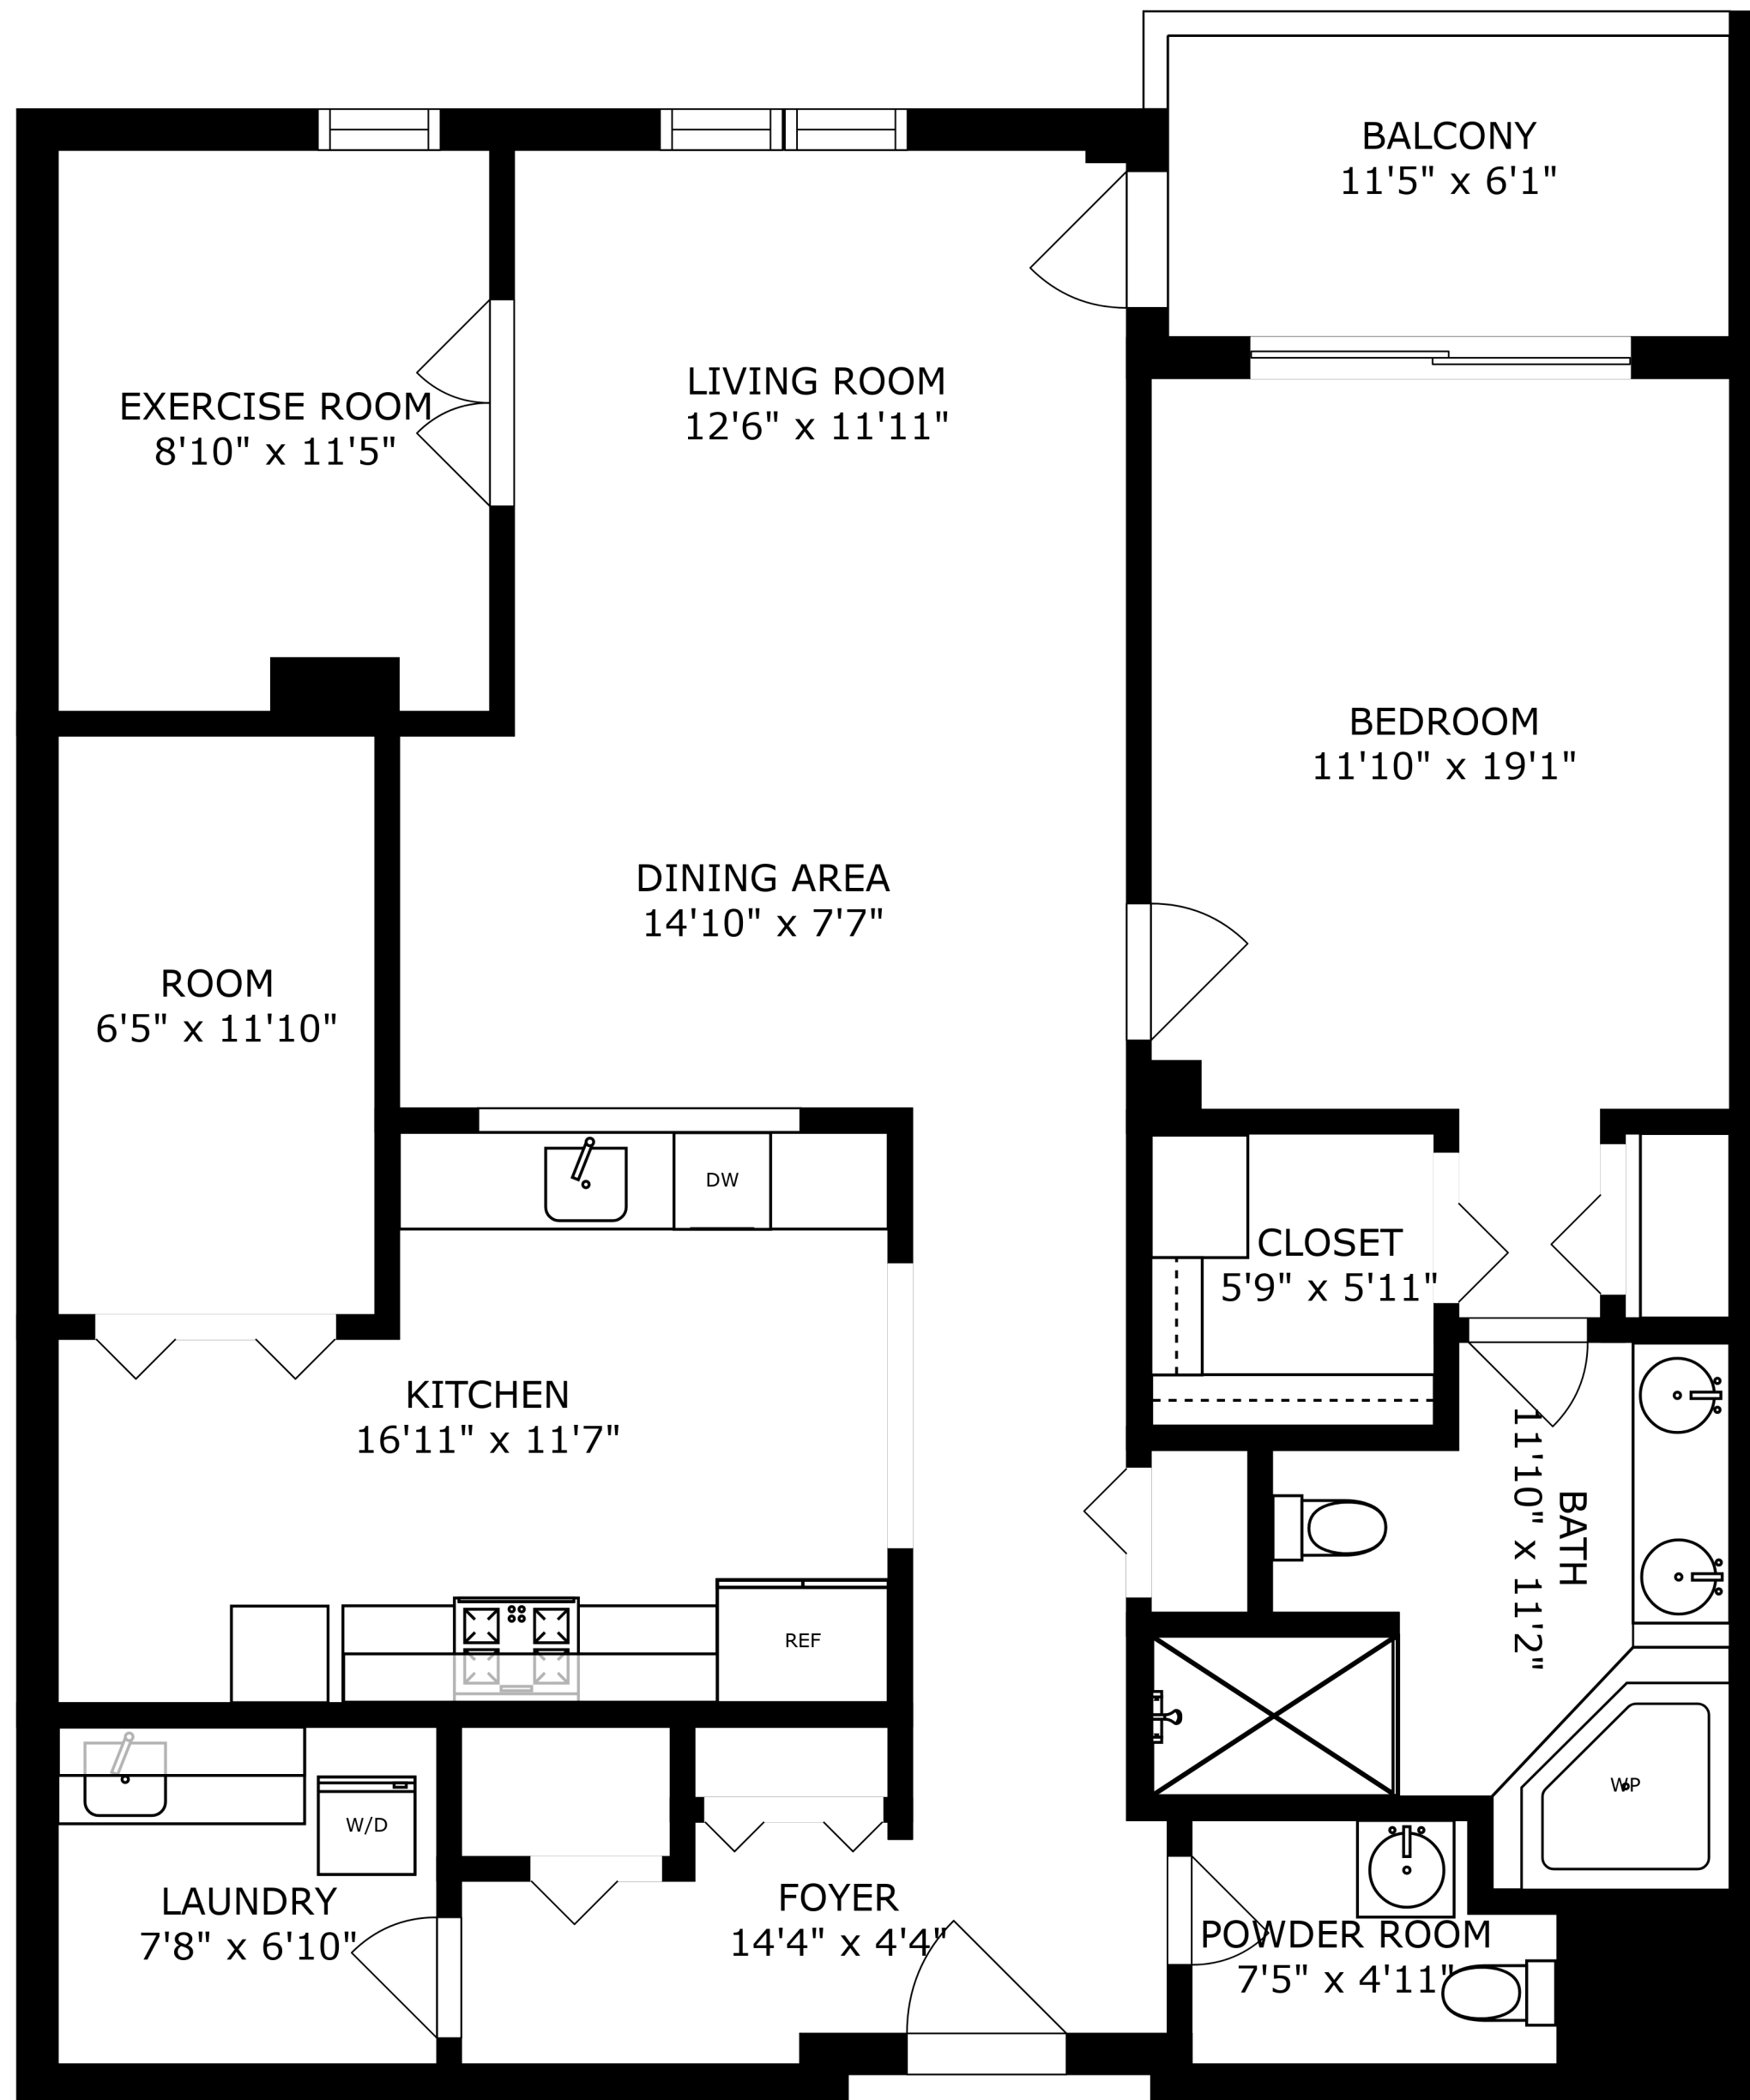 BALCONY
11'5" x 6'1"
LIVING ROOM
12'6" x 11'11"
EXERCISE ROOM
8'10" x 11'5"
BEDROOM
11'10" x 19'1"
DINING AREA
14'10" x 7'7"
ROOM
6'5" x 11'10"
DW
CLOSET
5'9" x 5'11"
KITCHEN
16'11" x 11'7"
BATH
11'10" x 11'2"
REF
WP
W/D
LAUNDRY
7'8" x 6'10"
FOYER
14'4" x 4'4"
POWDER ROOM
7'5" x 4'11"